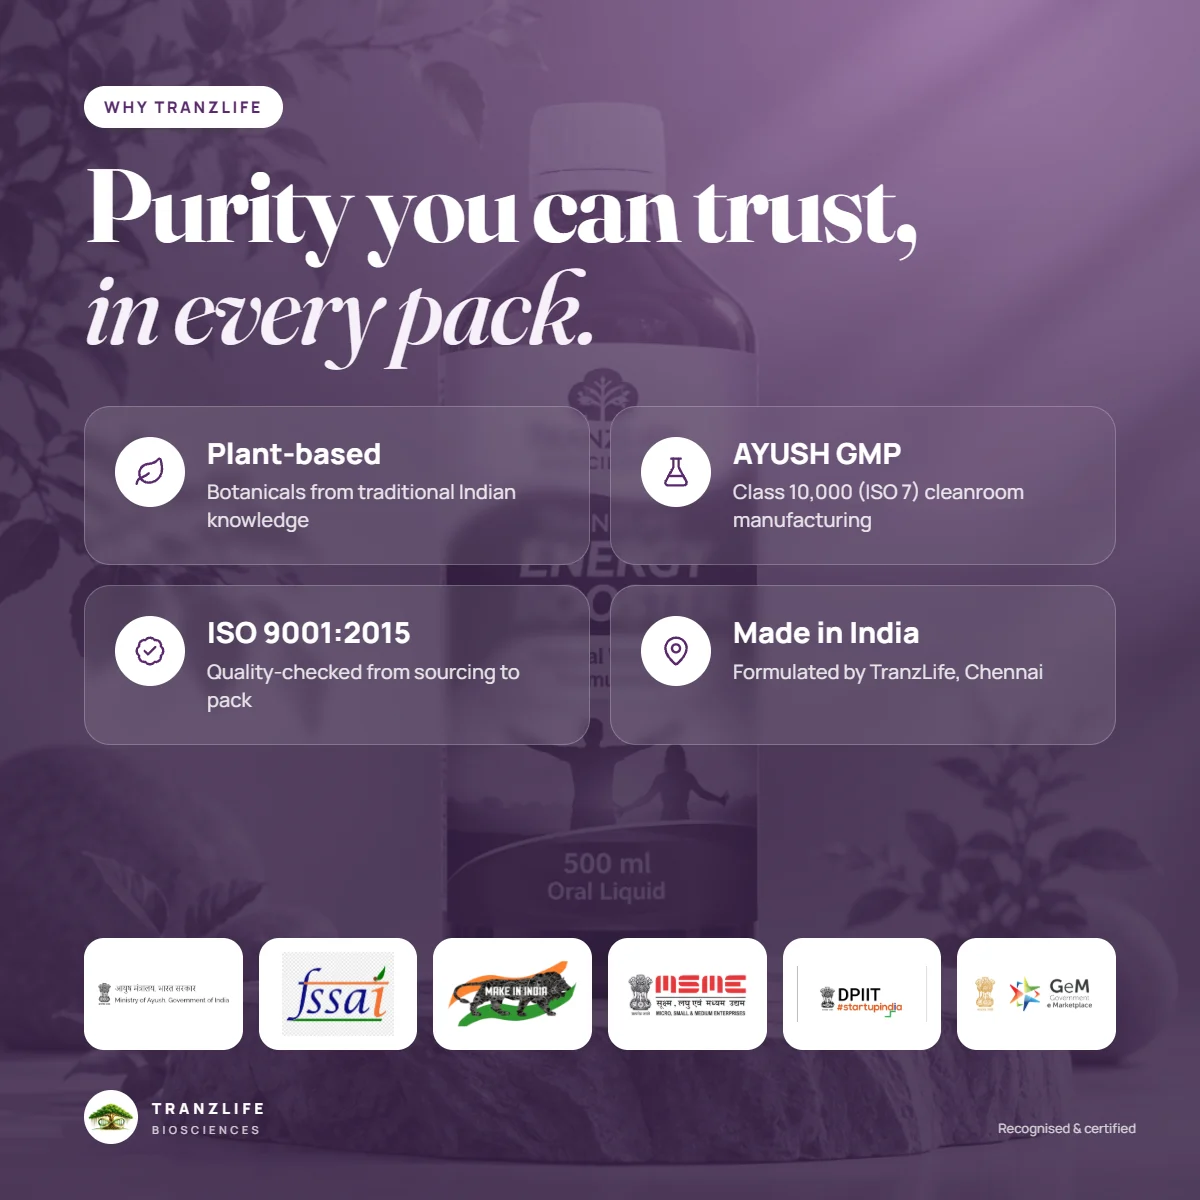 WHY TRANZLIFE
Purity you can trust,
in every pack.
Plant-based
Botanicals from traditional Indian
knowledge
AYUSH GMP
Class 10,000 (ISO 7) cleanroom
manufacturing
ISO 9001:2015
Quality-checked from sourcing to
pack
Made in India
Formulated by TranzLife, Chennai
ENERGY
500 ml
Oral Liquid
आयुष मंत्रालय, भारत सरकार
Ministry of Ayush, Government of India
fssai
MAKE IN INDIA
MSME
सूक्ष्म, लघु एवं मध्यम उद्यम
MICRO, SMALL & MEDIUM ENTERPRISES
DPIIT
#startupindia
GeM
Government
e Marketplace
TRANZLIFE
BIOSCIENCES
Recognised & certified